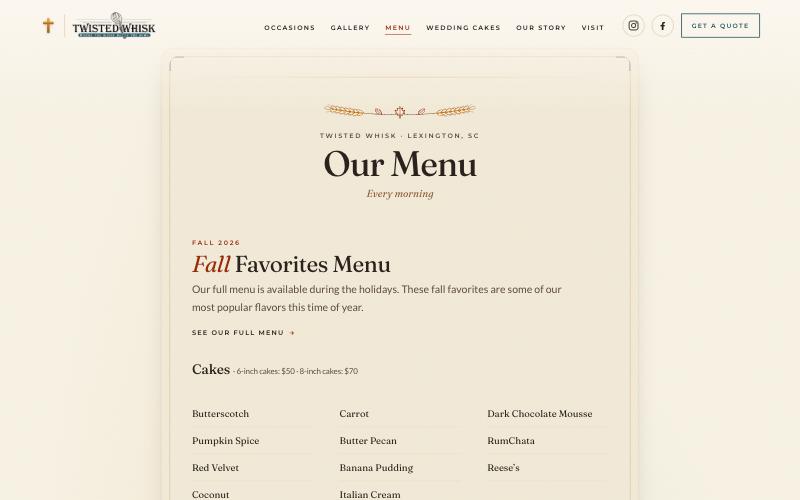 TWISTED WHISK
OCCASIONS GALLERY MENU WEDDING CAKES OUR STORY VISIT
GET A QUOTE
TWISTED WHISK · LEXINGTON, SC
Our Menu
Every morning
FALL 2026
Fall Favorites Menu
Our full menu is available during the holidays. These fall favorites are some of our
most popular flavors this time of year.
SEE OUR FULL MENU →
Cakes · 6-inch cakes: $50 · 8-inch cakes: $70
Butterscotch Carrot Dark Chocolate Mousse
Pumpkin Spice Butter Pecan RumChata
Red Velvet Banana Pudding Reese's
Coconut Italian Cream